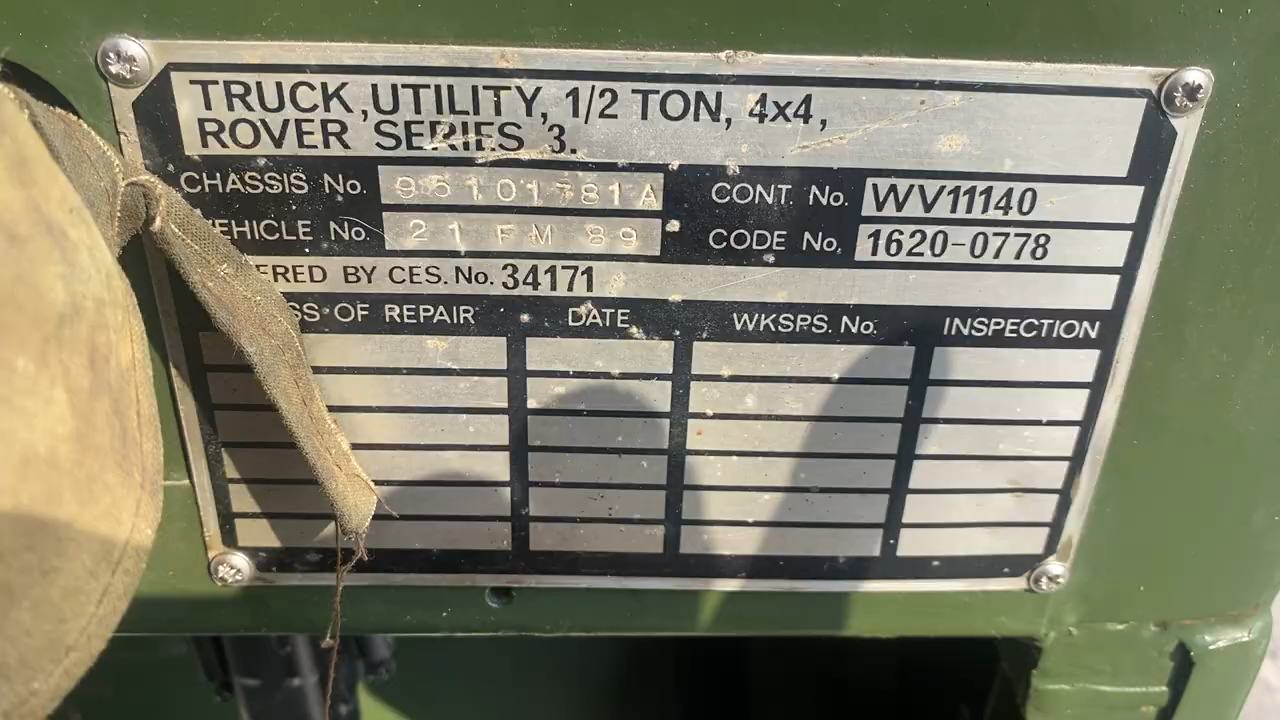 TRUCK, UTILITY, 1/2 TON, 4x4,
ROVER SERIES 3.
CHASSIS No. 95101781A CONT. No. WV11140
VEHICLE No. 21 FM 89 CODE No. 1620-0778
ERED BY CES. No. 34171
SS OF REPAIR DATE WKSPS. No. INSPECTION